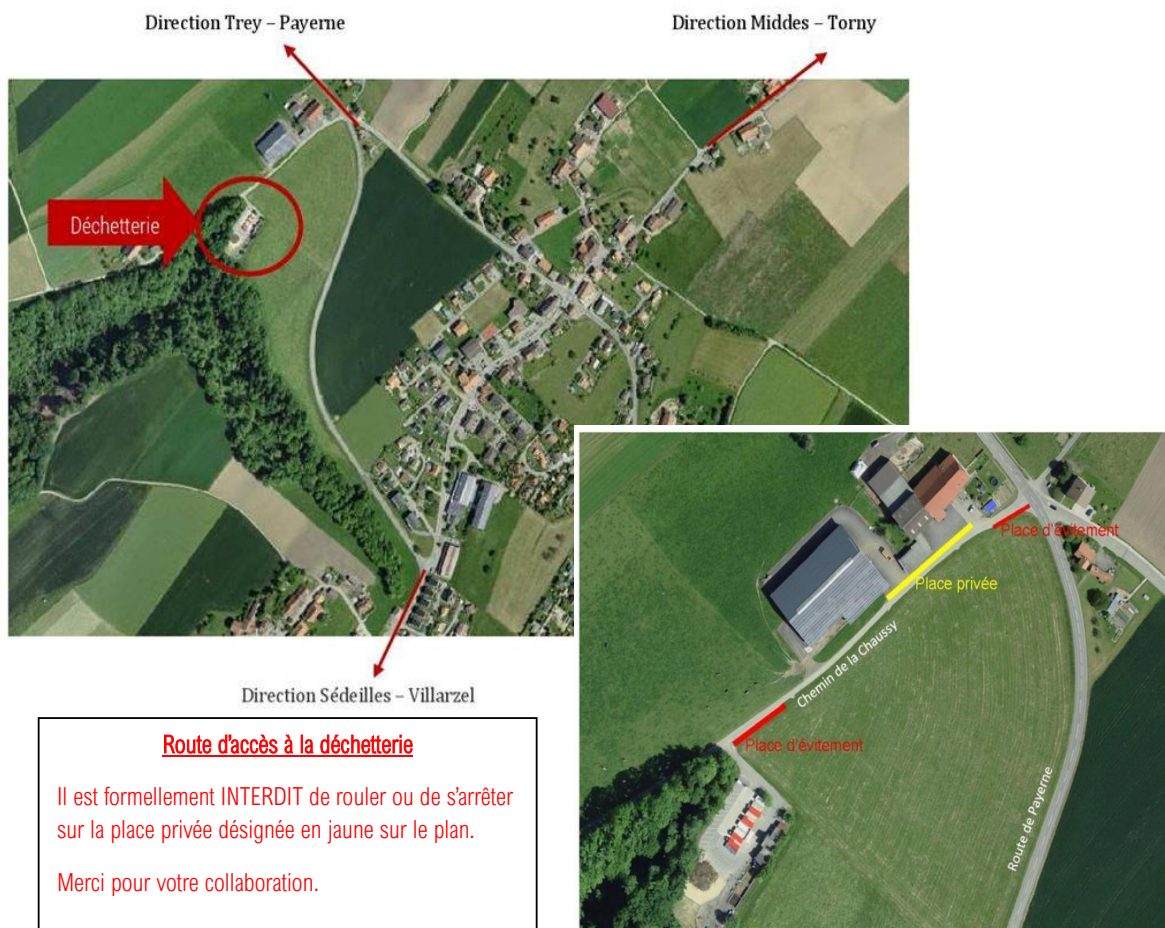 Direction Trey – Payerne
Direction Middes – Torny
Déchetterie
Direction Sédeilles – Villarzel
Place d'évitement
Place privée
Chemin de la Chaussy
Place d'évitement
Route de Payerne
Route d'accès à la déchetterie
Il est formellement INTERDIT de rouler ou de s'arrêter
sur la place privée désignée en jaune sur le plan.
Merci pour votre collaboration.